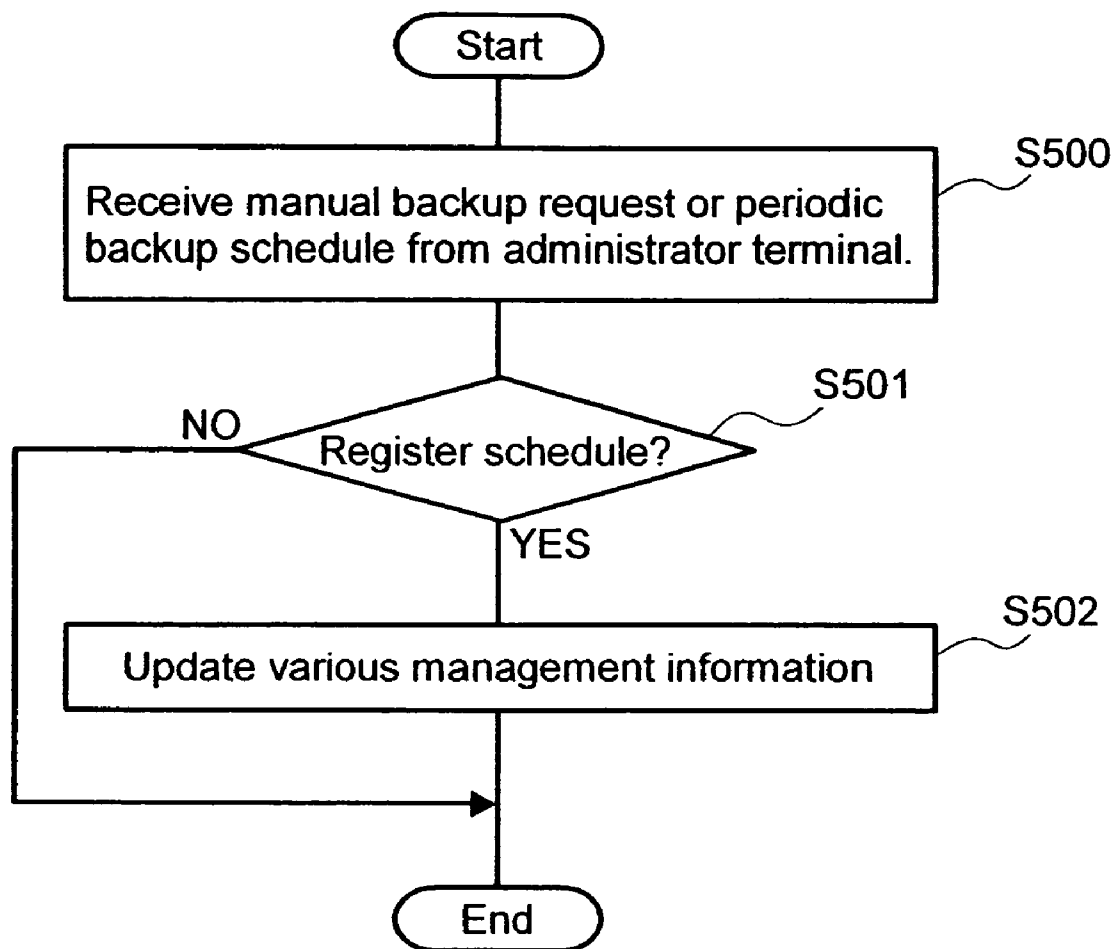 Start
S500
Receive manual backup request or periodic
backup schedule from administrator terminal.
S501
NO
Register schedule?
YES
S502
Update various management information
End